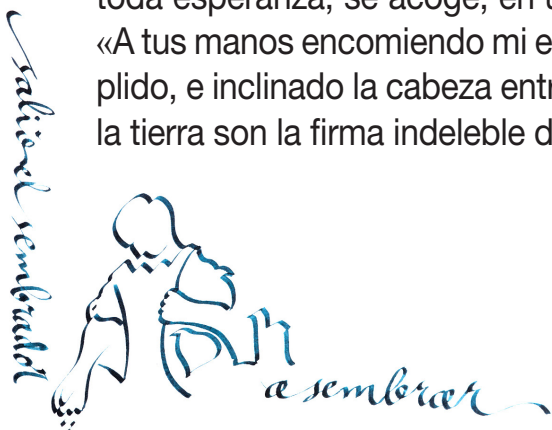 toda esperanza, se acoge, en u
«A tus manos encomiendo mi e
plido, e inclinado la cabeza entr
la tierra son la firma indeleble d
salió el sembrador
a sembrar